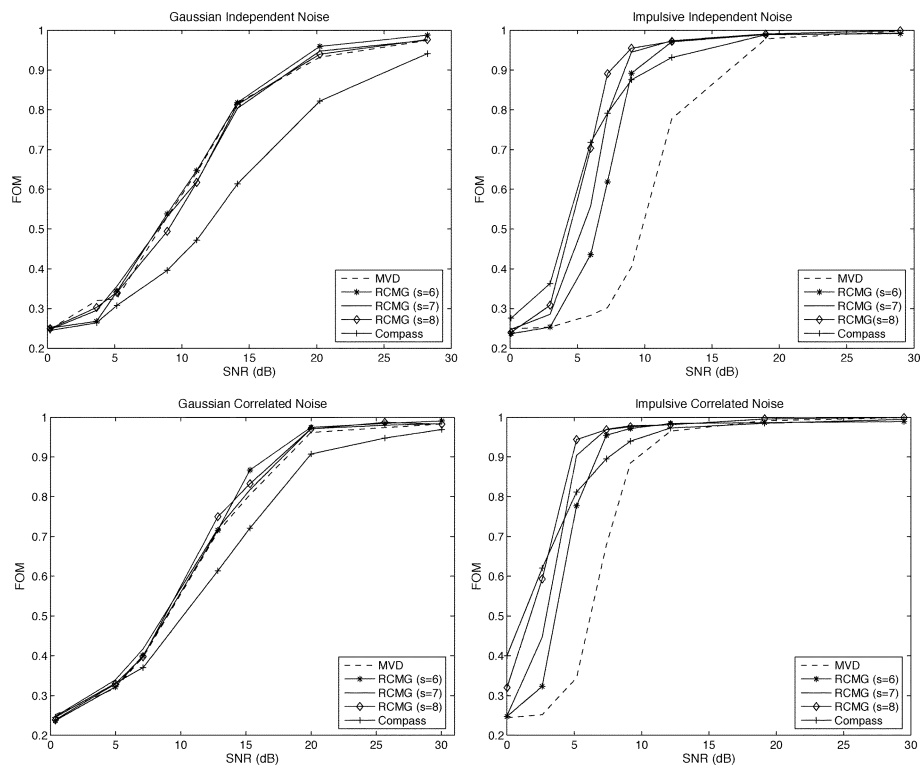 Gaussian Independent Noise
1
0.9
0.8
0.7
0.6
0.5
0.4
0.3
0.2
FOM
0 5 10 15 20 25 30
SNR (dB)
MVD
RCMG (s=6)
RCMG (s=7)
RCMG (s=8)
Compass
Impulsive Independent Noise
1
0.9
0.8
0.7
0.6
0.5
0.4
0.3
0.2
FOM
0 5 10 15 20 25 30
SNR (dB)
MVD
RCMG (s=6)
RCMG (s=7)
RCMG(s=8)
Compass
Gaussian Correlated Noise
1
0.9
0.8
0.7
0.6
0.5
0.4
0.3
0.2
FOM
0 5 10 15 20 25 30
SNR (dB)
MVD
RCMG (s=6)
RCMG (s=7)
RCMG (s=8)
Compass
Impulsive Correlated Noise
1
0.9
0.8
0.7
0.6
0.5
0.4
0.3
0.2
FOM
0 5 10 15 20 25 30
SNR (dB)
MVD
RCMG (s=6)
RCMG (s=7)
RCMG (s=8)
Compass